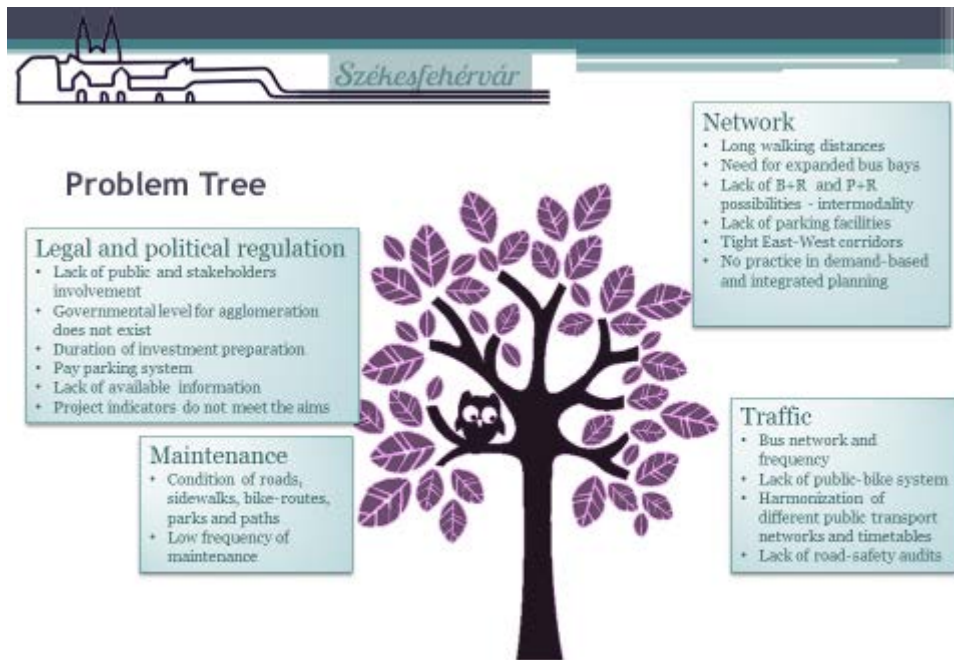 Székesfehérvár
Problem Tree
Legal and political regulation
• Lack of public and stakeholders
involvement
• Governmental level for agglomeration
does not exist
• Duration of investment preparation
• Pay parking system
• Lack of available information
• Project indicators do not meet the aims
Maintenance
• Condition of roads,
sidewalks, bike-routes,
parks and paths
• Low frequency of
maintenance
Network
• Long walking distances
• Need for expanded bus bays
• Lack of B+R and P+R
possibilities - intermodality
• Lack of parking facilities
• Tight East-West corridors
• No practice in demand-based
and integrated planning
Traffic
• Bus network and
frequency
• Lack of public-bike system
• Harmonization of
different public transport
networks and timetables
• Lack of road-safety audits